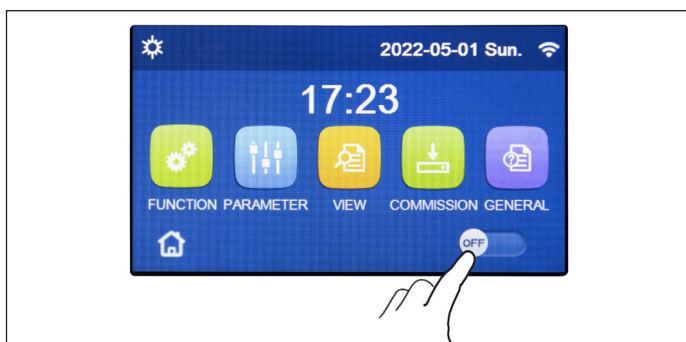 2022-05-01 Sun.
17:23
FUNCTION PARAMETER VIEW COMMISSION GENERAL
OFF